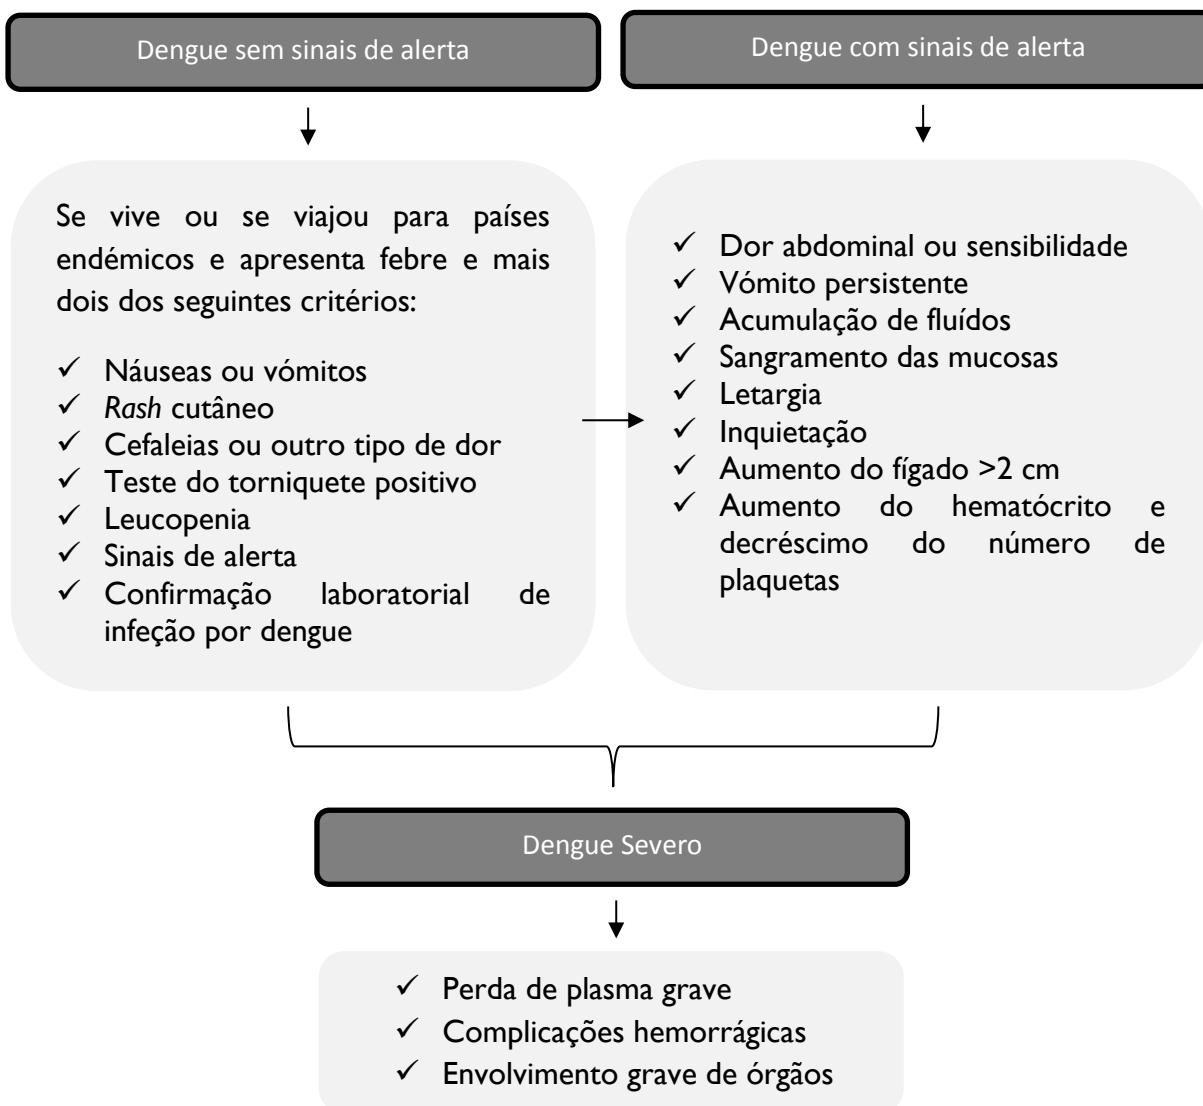 Dengue sem sinais de alerta
Dengue com sinais de alerta
Se vive ou se viajou para países
endémicos e apresenta febre e mais
dois dos seguintes critérios:
✓ Náuseas ou vómitos
✓ Rash cutâneo
✓ Cefaleias ou outro tipo de dor
✓ Teste do torniquete positivo
✓ Leucopenia
✓ Sinais de alerta
✓ Confirmação laboratorial de
infeção por dengue
✓ Dor abdominal ou sensibilidade
✓ Vómito persistente
✓ Acumulação de fluídos
✓ Sangramento das mucosas
✓ Letargia
✓ Inquietação
✓ Aumento do fígado >2 cm
✓ Aumento do hematócrito e
decréscimo do número de
plaquetas
Dengue Severo
✓ Perda de plasma grave
✓ Complicações hemorrágicas
✓ Envolvimento grave de órgãos